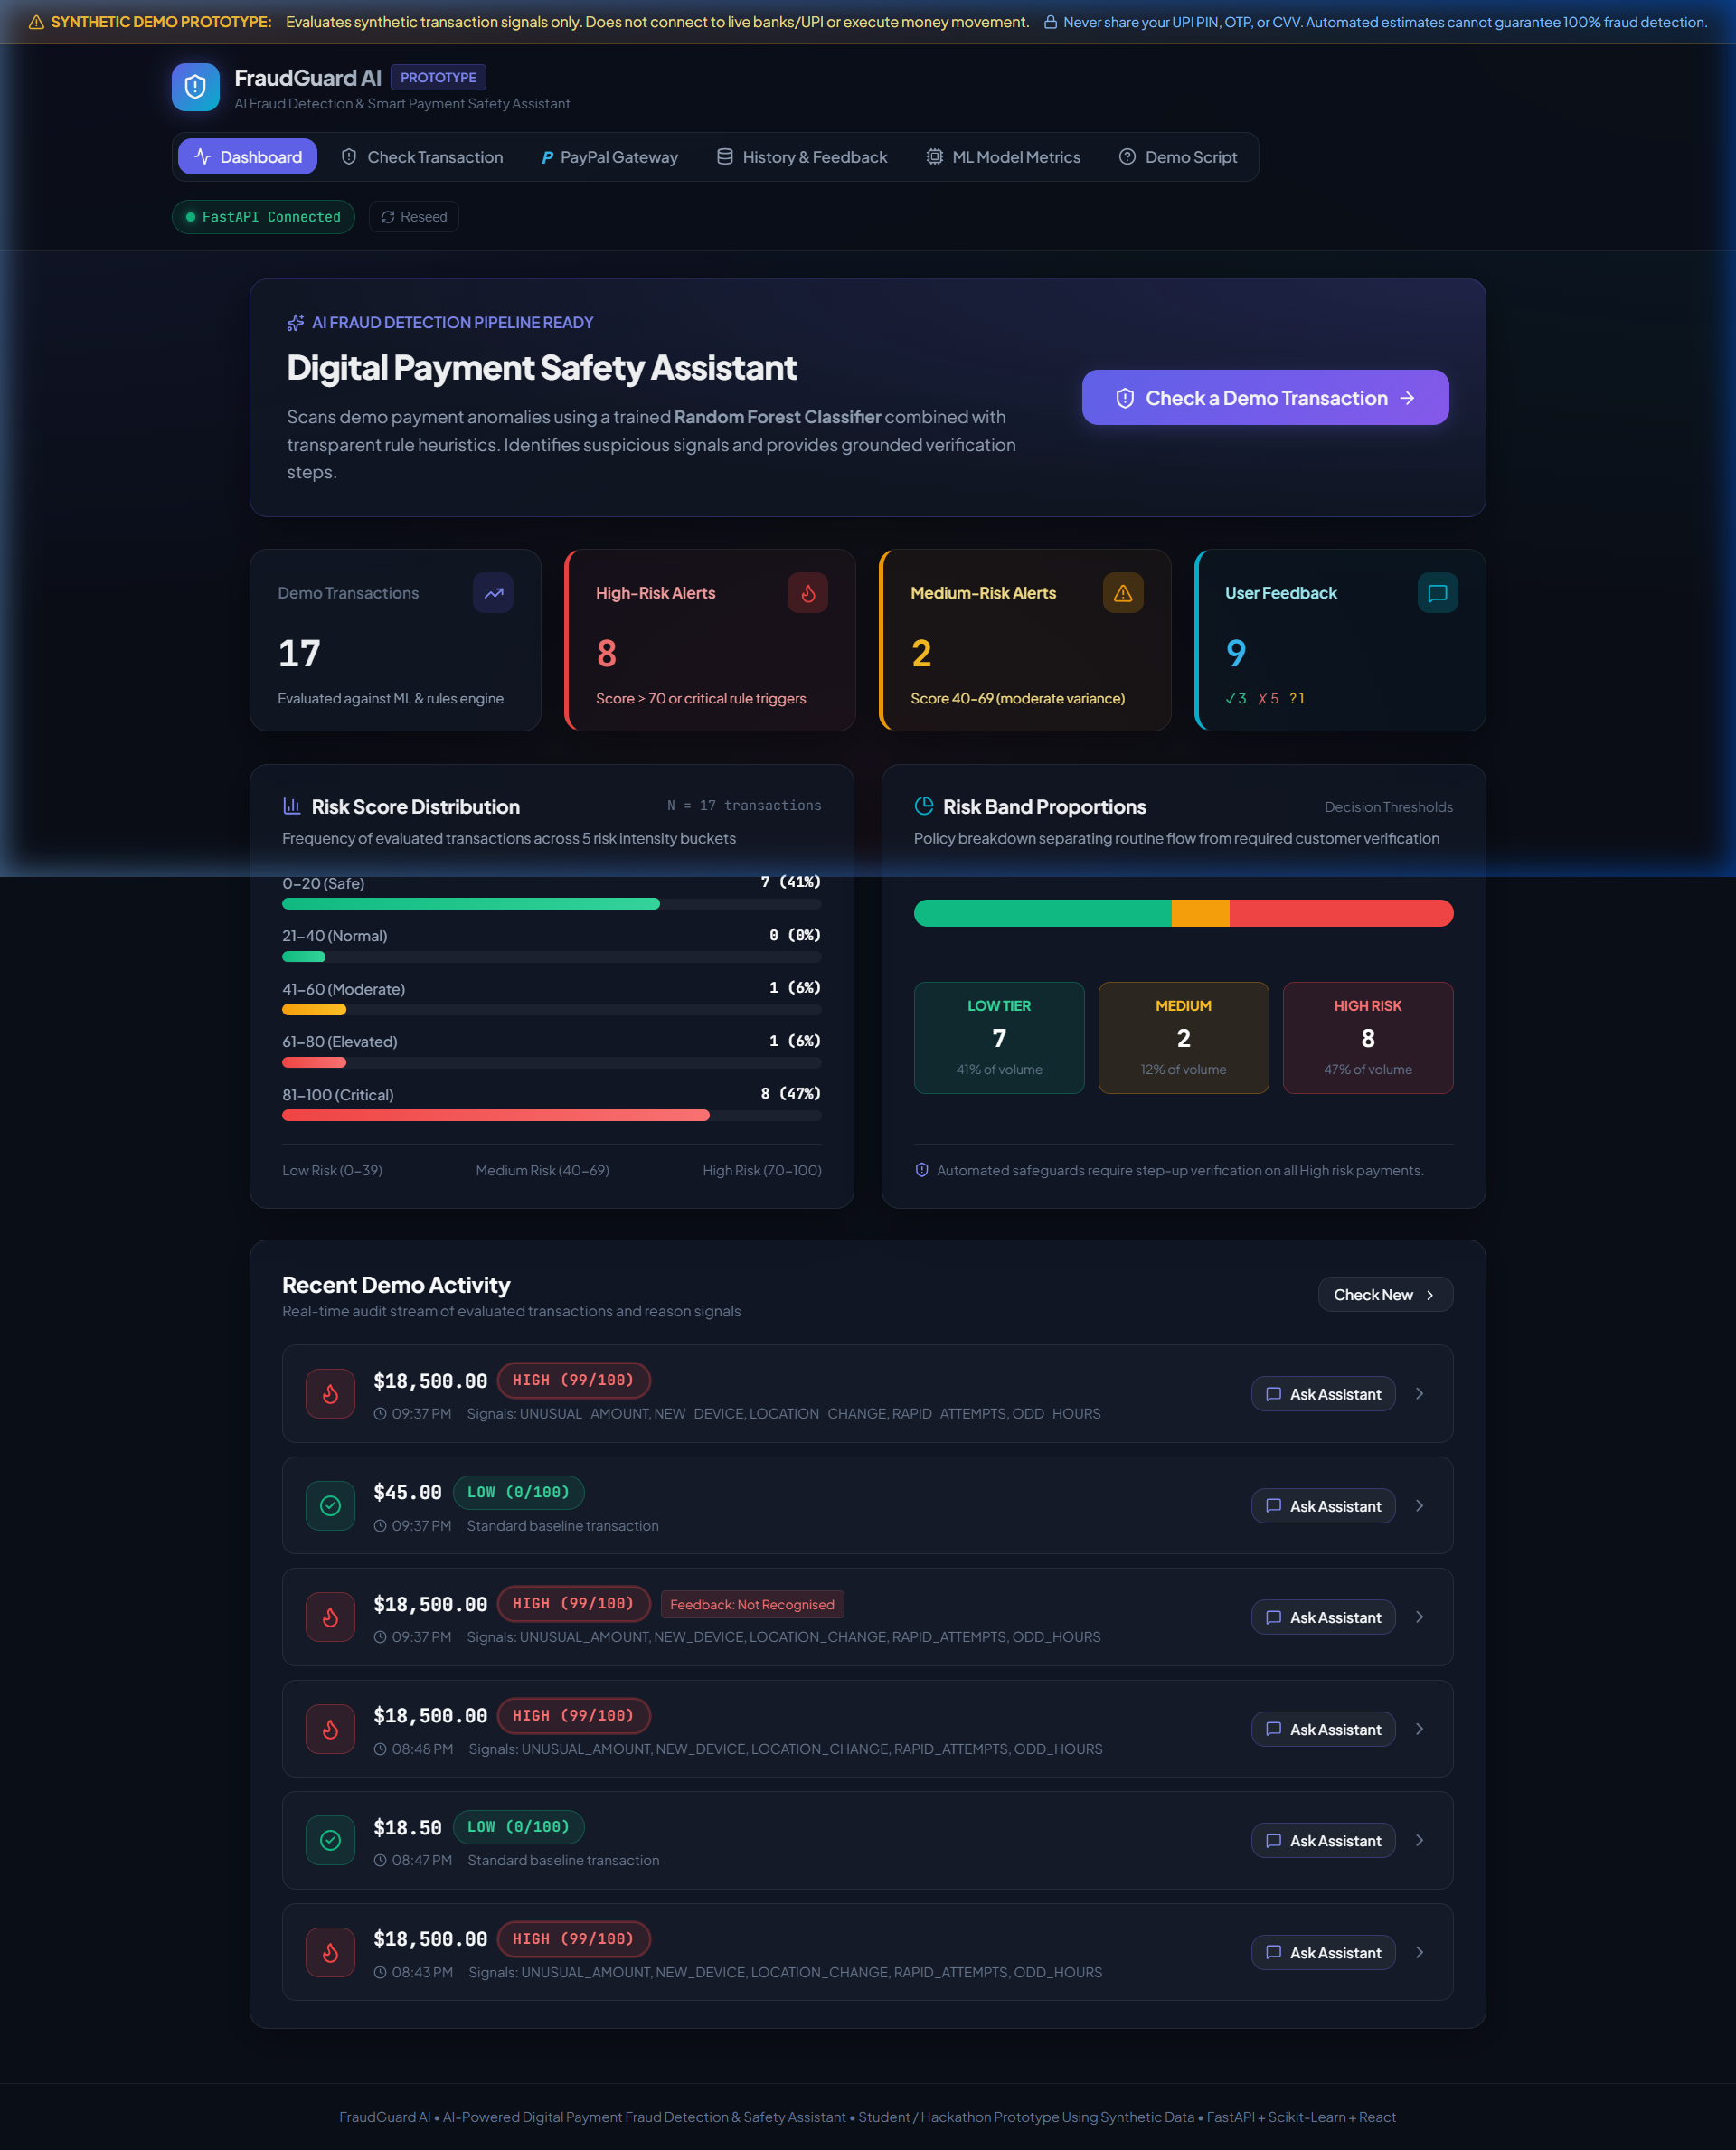 SYNTHETIC DEMO PROTOTYPE: Evaluates synthetic transaction signals only. Does not connect to live banks/UPI or execute money movement. Never share your UPI PIN, OTP, or CVV. Automated estimates cannot guarantee 100% fraud detection.
FraudGuard AI PROTOTYPE
AI Fraud Detection & Smart Payment Safety Assistant
Dashboard Check Transaction PayPal Gateway History & Feedback ML Model Metrics Demo Script
FastAPI Connected Reseed
AI FRAUD DETECTION PIPELINE READY
Digital Payment Safety Assistant
Scans demo payment anomalies using a trained Random Forest Classifier combined with
transparent rule heuristics. Identifies suspicious signals and provides grounded verification
steps.
Check a Demo Transaction →
Demo Transactions
17
Evaluated against ML & rules engine
High-Risk Alerts
8
Score ≥ 70 or critical rule triggers
Medium-Risk Alerts
2
Score 40–69 (moderate variance)
User Feedback
9
✓ 3 ✗ 5 ? 1
Risk Score Distribution N = 17 transactions
Frequency of evaluated transactions across 5 risk intensity buckets
0–20 (Safe) 7 (41%)
21–40 (Normal) 0 (0%)
41–60 (Moderate) 1 (6%)
61–80 (Elevated) 1 (6%)
81–100 (Critical) 8 (47%)
Low Risk (0–39) Medium Risk (40–69) High Risk (70–100)
Risk Band Proportions Decision Thresholds
Policy breakdown separating routine flow from required customer verification
LOW TIER
7
41% of volume
MEDIUM
2
12% of volume
HIGH RISK
8
47% of volume
Automated safeguards require step-up verification on all High risk payments.
Recent Demo Activity
Real-time audit stream of evaluated transactions and reason signals
Check New
$18,500.00 HIGH (99/100)
09:37 PM Signals: UNUSUAL_AMOUNT, NEW_DEVICE, LOCATION_CHANGE, RAPID_ATTEMPTS, ODD_HOURS
Ask Assistant
$45.00 LOW (0/100)
09:37 PM Standard baseline transaction
Ask Assistant
$18,500.00 HIGH (99/100) Feedback: Not Recognised
09:37 PM Signals: UNUSUAL_AMOUNT, NEW_DEVICE, LOCATION_CHANGE, RAPID_ATTEMPTS, ODD_HOURS
Ask Assistant
$18,500.00 HIGH (99/100)
08:48 PM Signals: UNUSUAL_AMOUNT, NEW_DEVICE, LOCATION_CHANGE, RAPID_ATTEMPTS, ODD_HOURS
Ask Assistant
$18.50 LOW (0/100)
08:47 PM Standard baseline transaction
Ask Assistant
$18,500.00 HIGH (99/100)
08:43 PM Signals: UNUSUAL_AMOUNT, NEW_DEVICE, LOCATION_CHANGE, RAPID_ATTEMPTS, ODD_HOURS
Ask Assistant
FraudGuard AI • AI-Powered Digital Payment Fraud Detection & Safety Assistant • Student / Hackathon Prototype Using Synthetic Data • FastAPI + Scikit-Learn + React